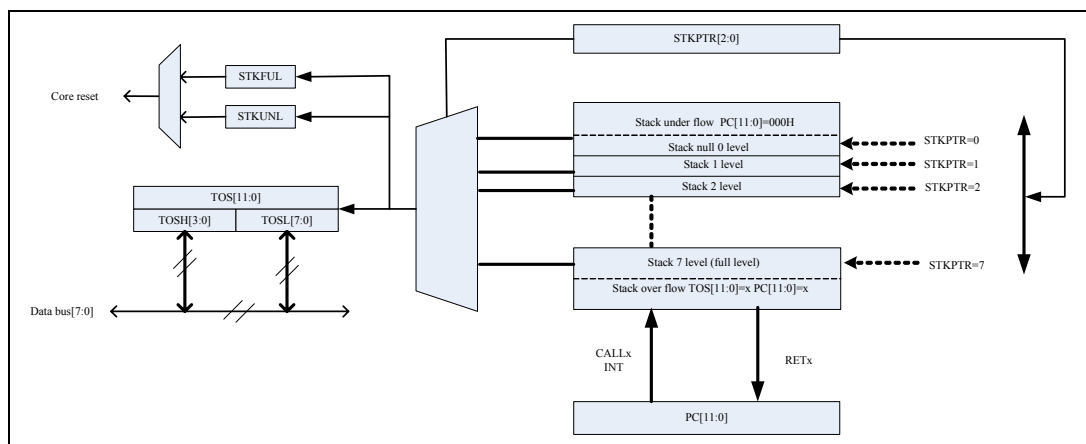 STKPTR[2:0]
STKFUL
Core reset
STKUNL
Stack under flow PC[11:0]=000H
Stack null 0 level
STKPTR=0
Stack 1 level
STKPTR=1
Stack 2 level
STKPTR=2
TOS[11:0]
TOSH[3:0]
TOSL[7:0]
Stack 7 level (full level)
STKPTR=7
Stack over flow TOS[11:0]=x PC[11:0]=x
Data bus[7:0]
CALLx
INT
RETx
PC[11:0]